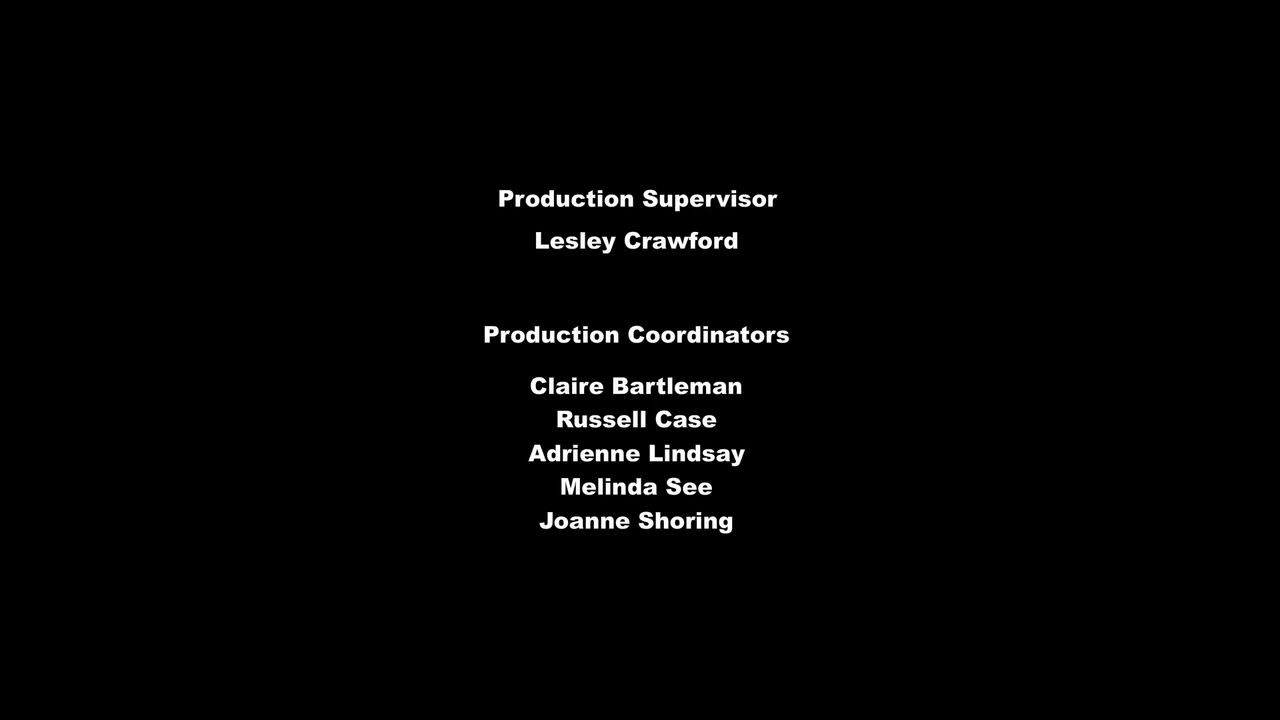 Production Supervisor
Lesley Crawford
Production Coordinators
Claire Bartleman
Russell Case
Adrienne Lindsay
Melinda See
Joanne Shoring